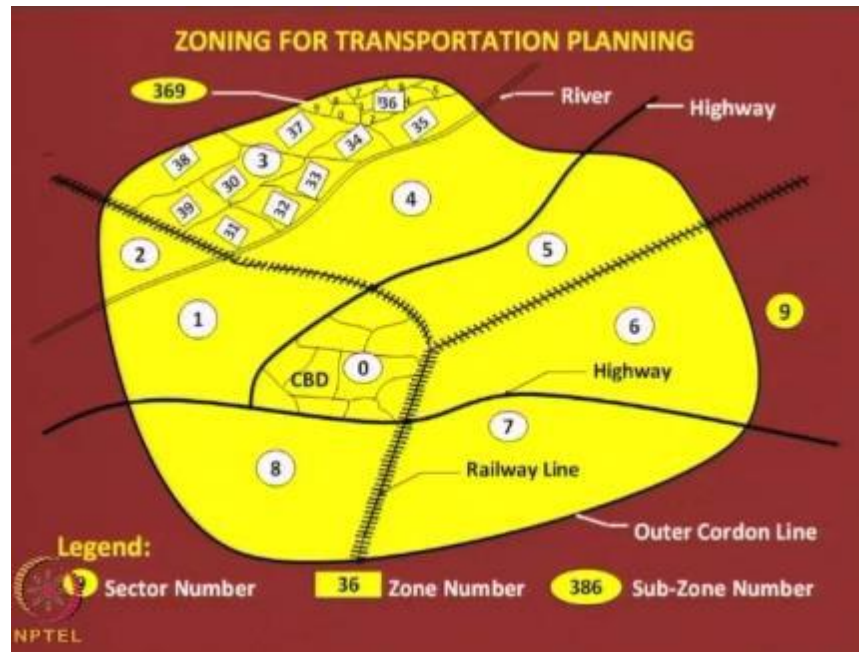 ZONING FOR TRANSPORTATION PLANNING
369
River
Highway
36
37
35
34
38
3
30
33
39
32
31
4
2
5
1
6
9
0
CBD
Highway
7
8
Railway Line
Outer Cordon Line
Legend:
9 Sector Number
36 Zone Number
386 Sub-Zone Number
NPTEL